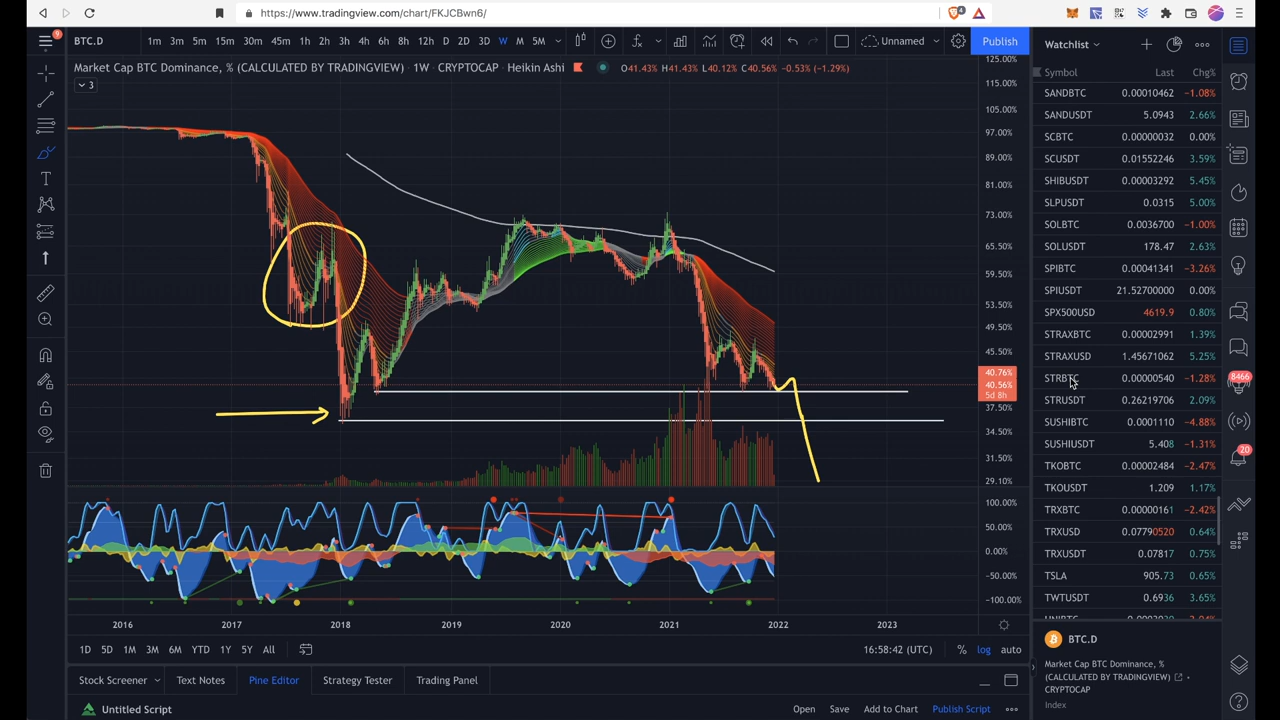 https://www.tradingview.com/chart/FKJCBwn6/
9
BTC.D 1m 3m 5m 15m 30m 1h 2h 3h 4h 6h 8h 12h D 2D 3D W M 5M Unnamed Publish
Market Cap BTC Dominance, % (CALCULATED BY TRADINGVIEW) · 1W · CRYPTOCAP · Heikin Ashi O41.43% H41.43% L40.12% C40.56% −0.53% (−1.29%)
3
125.00%
115.00%
105.00%
97.00%
89.00%
81.00%
73.00%
65.50%
59.50%
53.50%
49.50%
45.50%
40.76%
40.56%
5d 8h
37.50%
34.50%
31.50%
29.10%
100.00%
50.00%
0.00%
−50.00%
−100.00%
2016 2017 2018 2019 2020 2021 2022 2023
1D 5D 1M 3M 6M YTD 1Y 5Y All 16:58:42 (UTC) % log auto
Stock Screener Text Notes Pine Editor Strategy Tester Trading Panel
Untitled Script Open Save Add to Chart Publish Script
Watchlist
Symbol Last Chg%
SANDBTC 0.00010462 −1.08%
SANDUSDT 5.0943 2.66%
SCBTC 0.00000032 0.00%
SCUSDT 0.01552246 3.59%
SHIBUSDT 0.00003292 5.45%
SLPUSDT 0.0315 5.00%
SOLBTC 0.0036700 −1.00%
SOLUSDT 178.47 2.63%
SPIBTC 0.00041341 −3.26%
SPIUSDT 21.52700000 0.00%
SPX500USD 4619.9 0.80%
STRAXBTC 0.00002991 1.39%
STRAXUSD 1.45671062 5.25%
STRBTC 0.00000540 −1.28%
STRUSDT 0.26219706 2.09%
SUSHIBTC 0.0001110 −4.88%
SUSHIUSDT 5.408 −1.31%
TKOBTC 0.00002484 −2.47%
TKOUSDT 1.209 1.17%
TRXBTC 0.00000161 −2.42%
TRXUSD 0.07790520 0.64%
TRXUSDT 0.07817 0.75%
TSLA 905.73 0.65%
TWTUSDT 0.6936 3.65%
BTC.D
Market Cap BTC Dominance, %
(CALCULATED BY TRADINGVIEW)
CRYPTOCAP
Index
8466
20